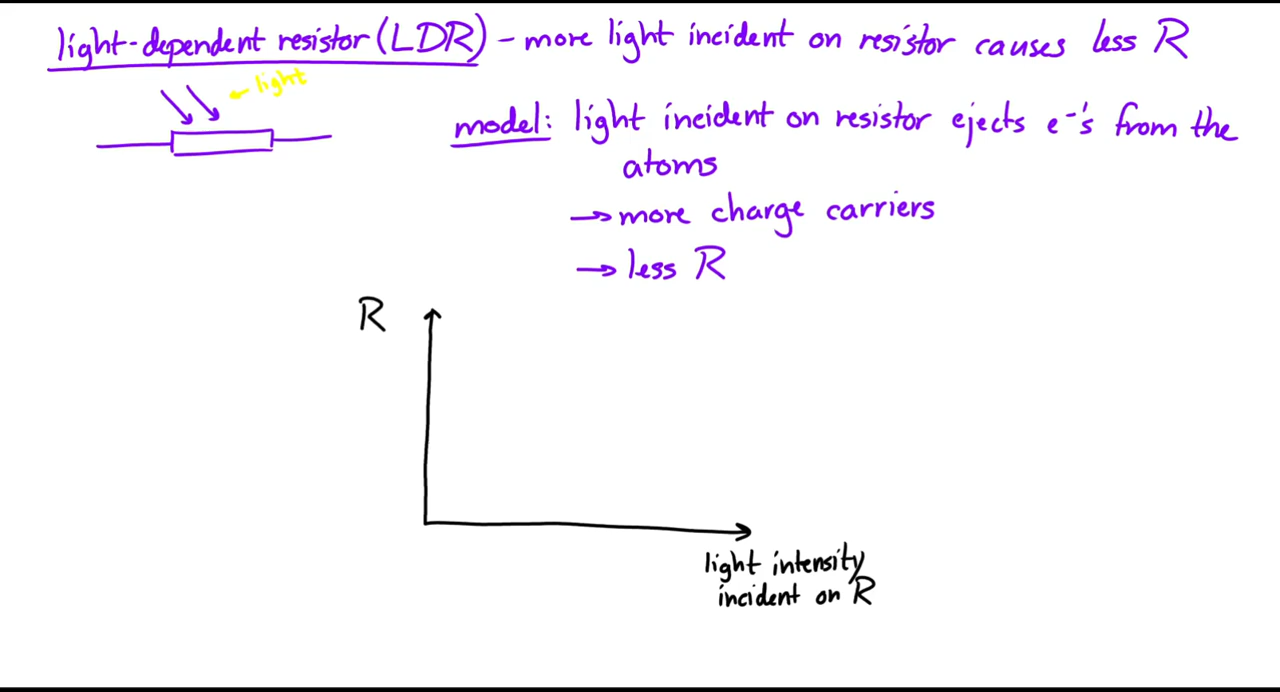 light-dependent resistor (LDR) - more light incident on resistor causes less R
← light
model: light incident on resistor ejects e⁻'s from the
atoms
→ more charge carriers
→ less R
R
light intensity
incident on R